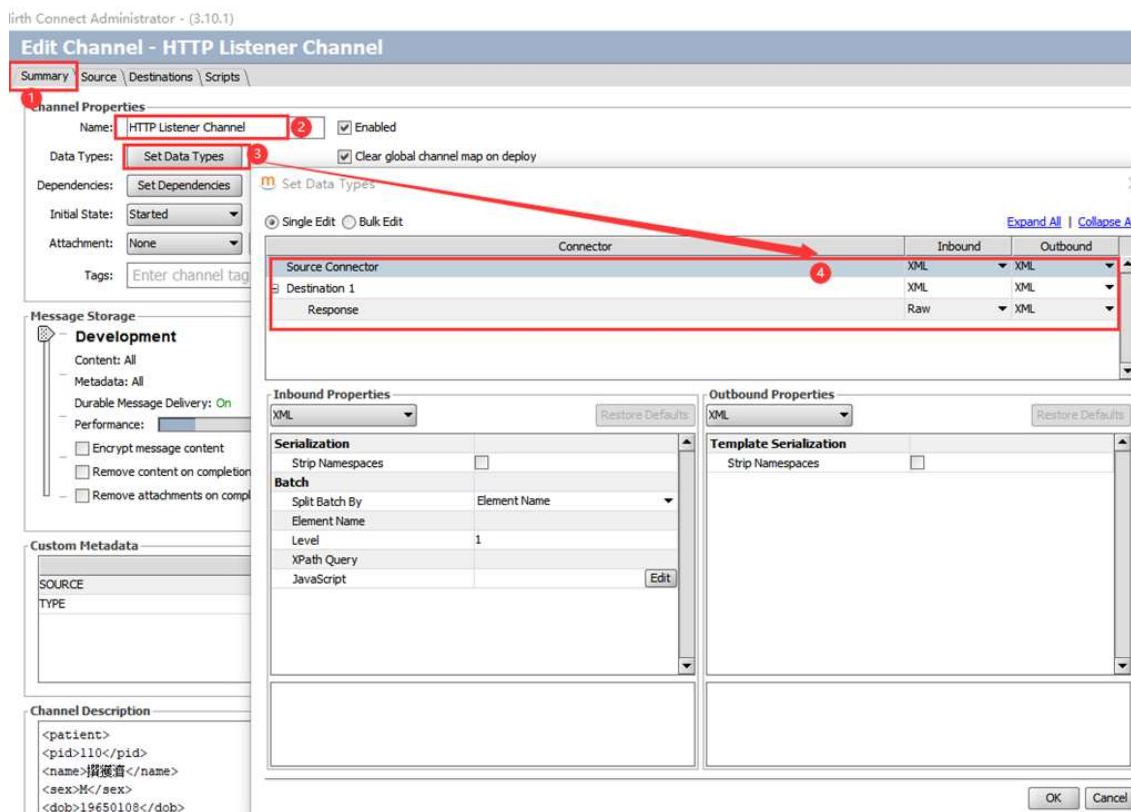 irth Connect Administrator - (3.10.1)
Edit Channel - HTTP Listener Channel
Summary Source Destinations Scripts
1
Channel Properties
Name: HTTP Listener Channel 2 Enabled
Data Types: Set Data Types 3 Clear global channel map on deploy
Dependencies: Set Dependencies
Initial State: Started
Attachment: None
Tags: Enter channel tag
Set Data Types
Single Edit Bulk Edit Expand All | Collapse A
Connector Inbound Outbound
Source Connector XML XML
4
Destination 1 XML XML
Response Raw XML
Message Storage
Development
Content: All
Metadata: All
Durable Message Delivery: On
Performance:
Encrypt message content
Remove content on completion
Remove attachments on compl
Inbound Properties
XML Restore Defaults
Serialization
Strip Namespaces
Batch
Split Batch By Element Name
Element Name
Level 1
XPath Query
JavaScript Edit
Outbound Properties
XML Restore Defaults
Template Serialization
Strip Namespaces
Custom Metadata
SOURCE
TYPE
Channel Description
<patient>
<pid>110</pid>
<name></name>
<sex>M</sex>
<dob>19650108</dob>
OK Cancel